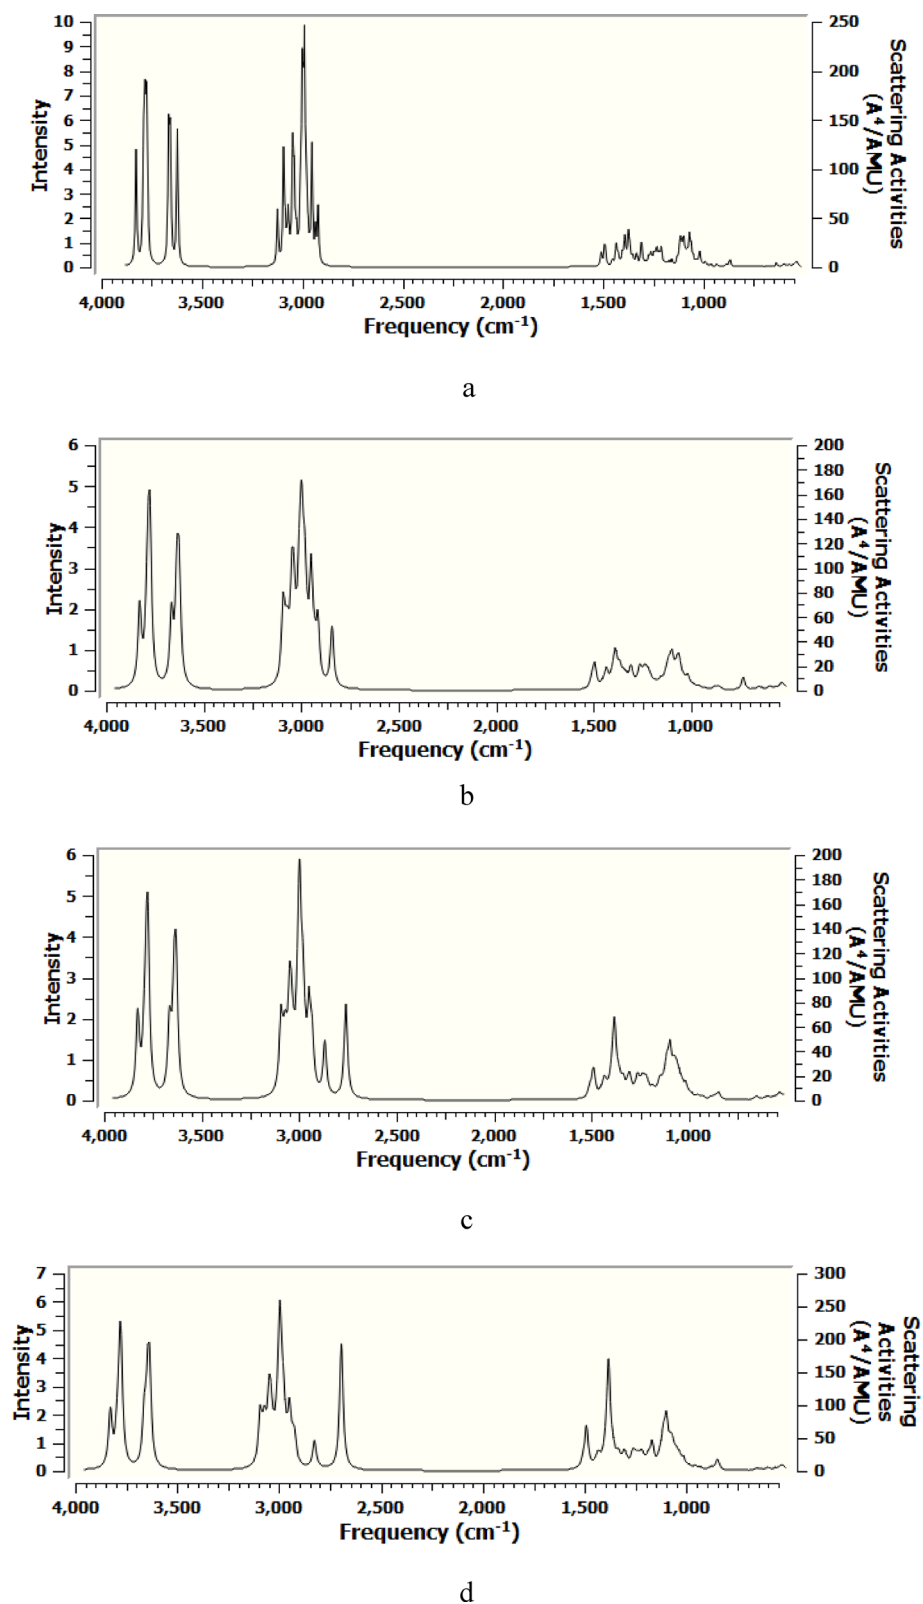 10
9
8
7
6
5
4
3
2
1
0
Intensity
250
200
150
100
50
0
Scattering Activities
(A⁴/AMU)
4,000 3,500 3,000 2,500 2,000 1,500 1,000
Frequency (cm⁻¹)
a
6
5
4
3
2
1
0
Intensity
200
180
160
140
120
100
80
60
40
20
0
Scattering Activities
(A⁴/AMU)
4,000 3,500 3,000 2,500 2,000 1,500 1,000
Frequency (cm⁻¹)
b
6
5
4
3
2
1
0
Intensity
200
180
160
140
120
100
80
60
40
20
0
Scattering Activities
(A⁴/AMU)
4,000 3,500 3,000 2,500 2,000 1,500 1,000
Frequency (cm⁻¹)
c
7
6
5
4
3
2
1
0
Intensity
300
250
200
150
100
50
0
Scattering
Activities
(A⁴/AMU)
4,000 3,500 3,000 2,500 2,000 1,500 1,000
Frequency (cm⁻¹)
d